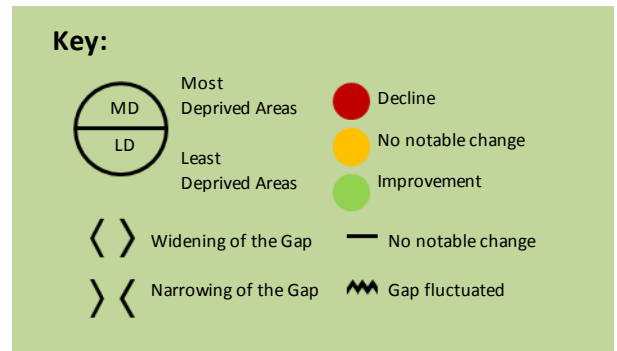 Key:
MD
LD
Most
Deprived Areas
Least
Deprived Areas
Decline
No notable change
Improvement
Widening of the Gap
No notable change
Narrowing of the Gap
Gap fluctuated